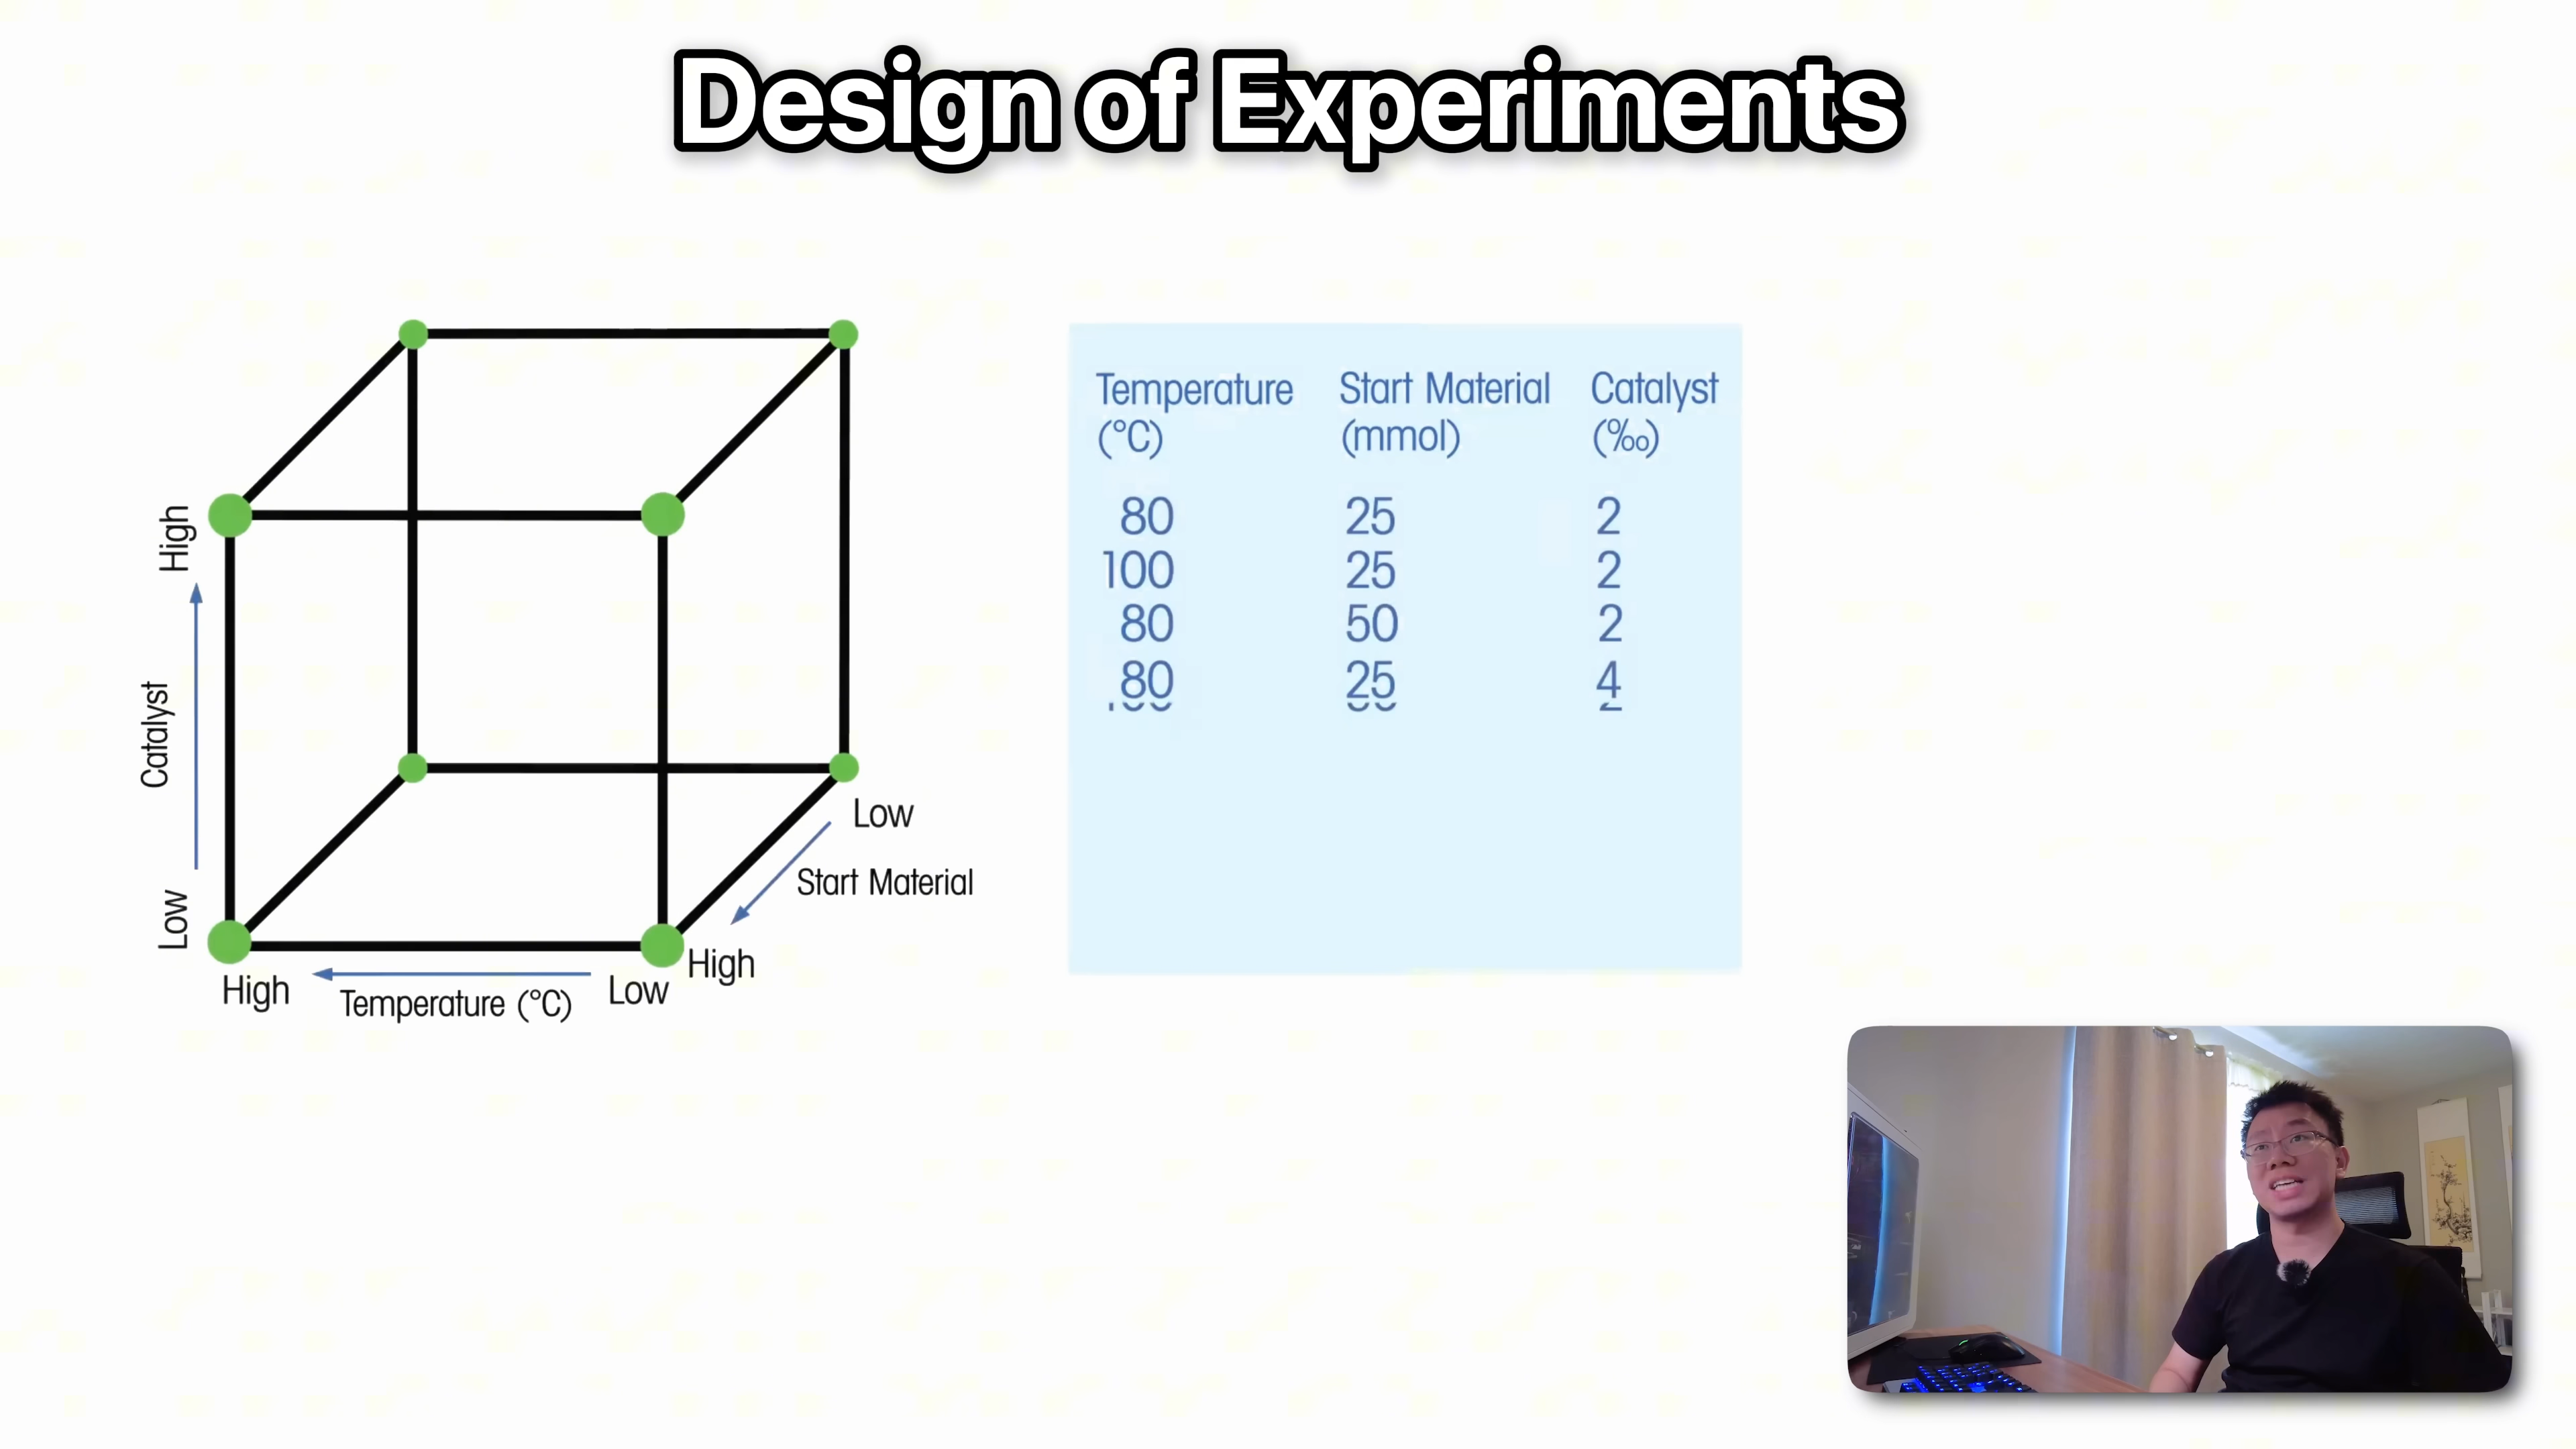 Design of Experiments
High
Catalyst
Low
High
Temperature (°C)
Low
High
Start Material
Low
Temperature Start Material Catalyst
(°C) (mmol) (‰)
80 25 2
100 25 2
80 50 2
80 25 4